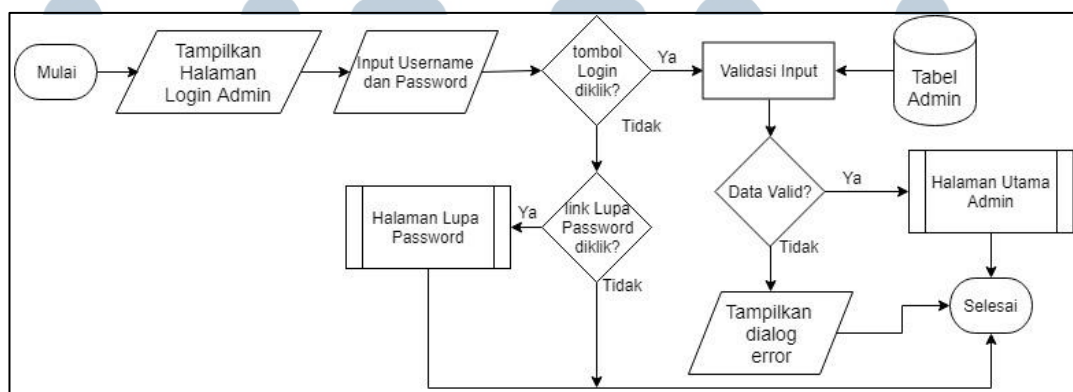 Mulai
Tampilkan
Halaman
Login Admin
Input Username
dan Password
tombol
Login
diklik?
Ya
Validasi Input
Tabel
Admin
Tidak
Data Valid?
Ya
Halaman Utama
Admin
Halaman Lupa
Password
Ya
link Lupa
Password
diklik?
Tidak
Tidak
Tampilkan
dialog
error
Selesai